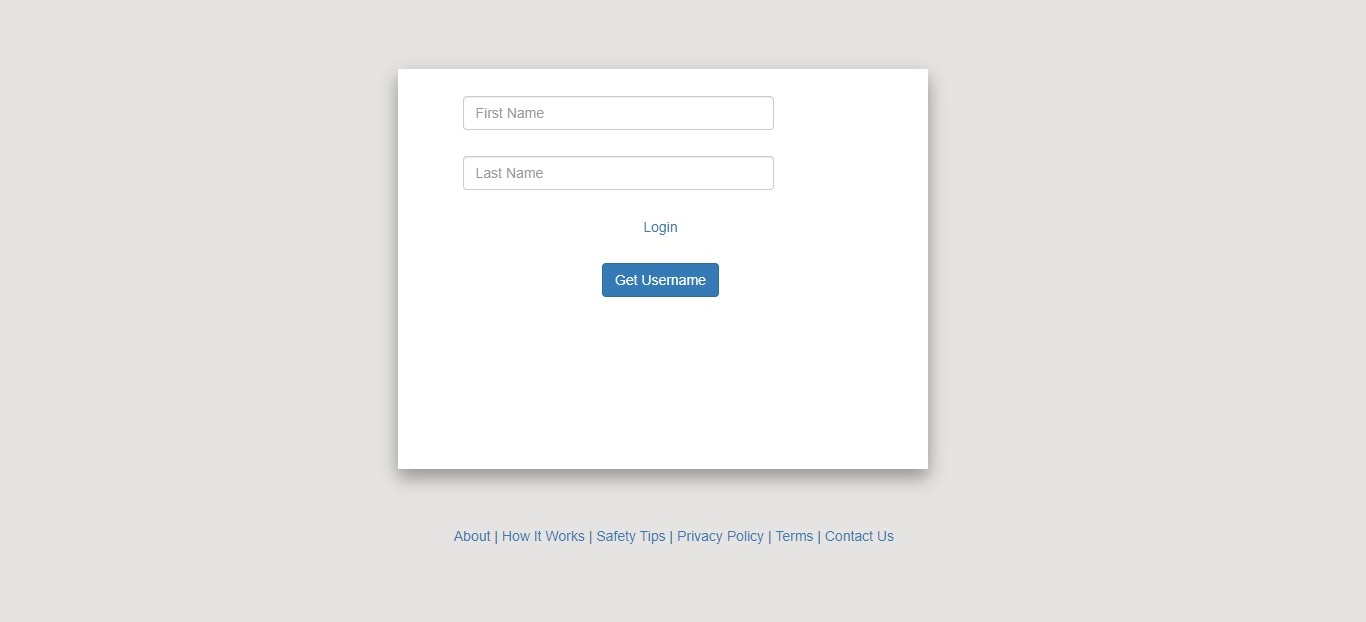 First Name
Last Name
Login
Get Username
About | How It Works | Safety Tips | Privacy Policy | Terms | Contact Us